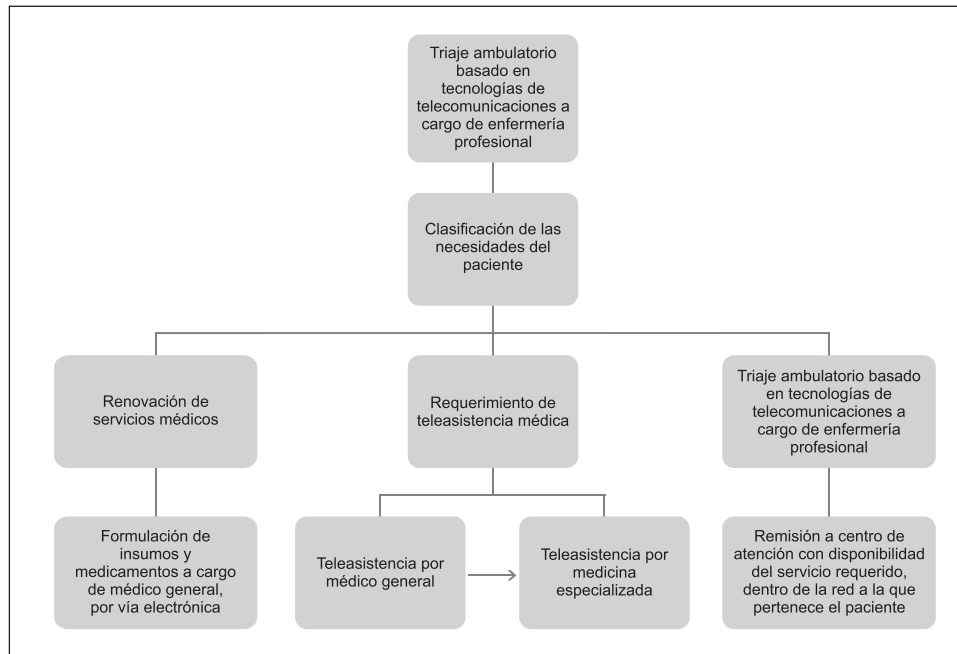 Triaje ambulatorio
basado en
tecnologías de
telecomunicaciones a
cargo de enfermería
profesional
Clasificación de las
necesidades del
paciente
Renovación de
servicios médicos
Requerimiento de
teleasistencia médica
Triaje ambulatorio basado
en tecnologías de
telecomunicaciones a
cargo de enfermería
profesional
Formulación de
insumos y
medicamentos a cargo
de médico general,
por vía electrónica
Teleasistencia por
médico general
Teleasistencia por
medicina
especializada
Remisión a centro de
atención con disponibilidad
del servicio requerido,
dentro de la red a la que
pertenece el paciente